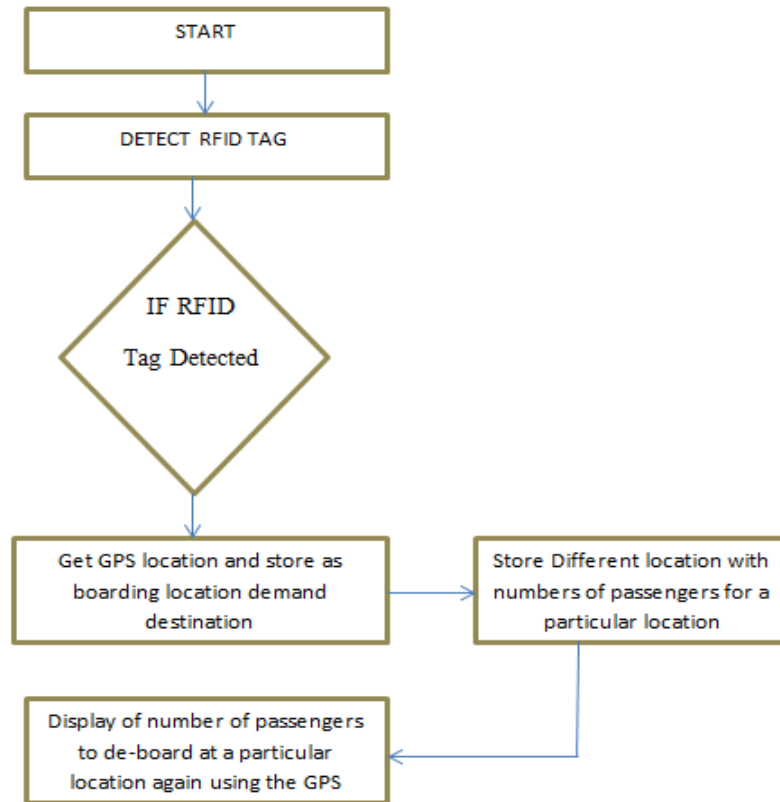 START
DETECT RFID TAG
IF RFID
Tag Detected
Get GPS location and store as
boarding location demand
destination
Store Different location with
numbers of passengers for a
particular location
Display of number of passengers
to de-board at a particular
location again using the GPS